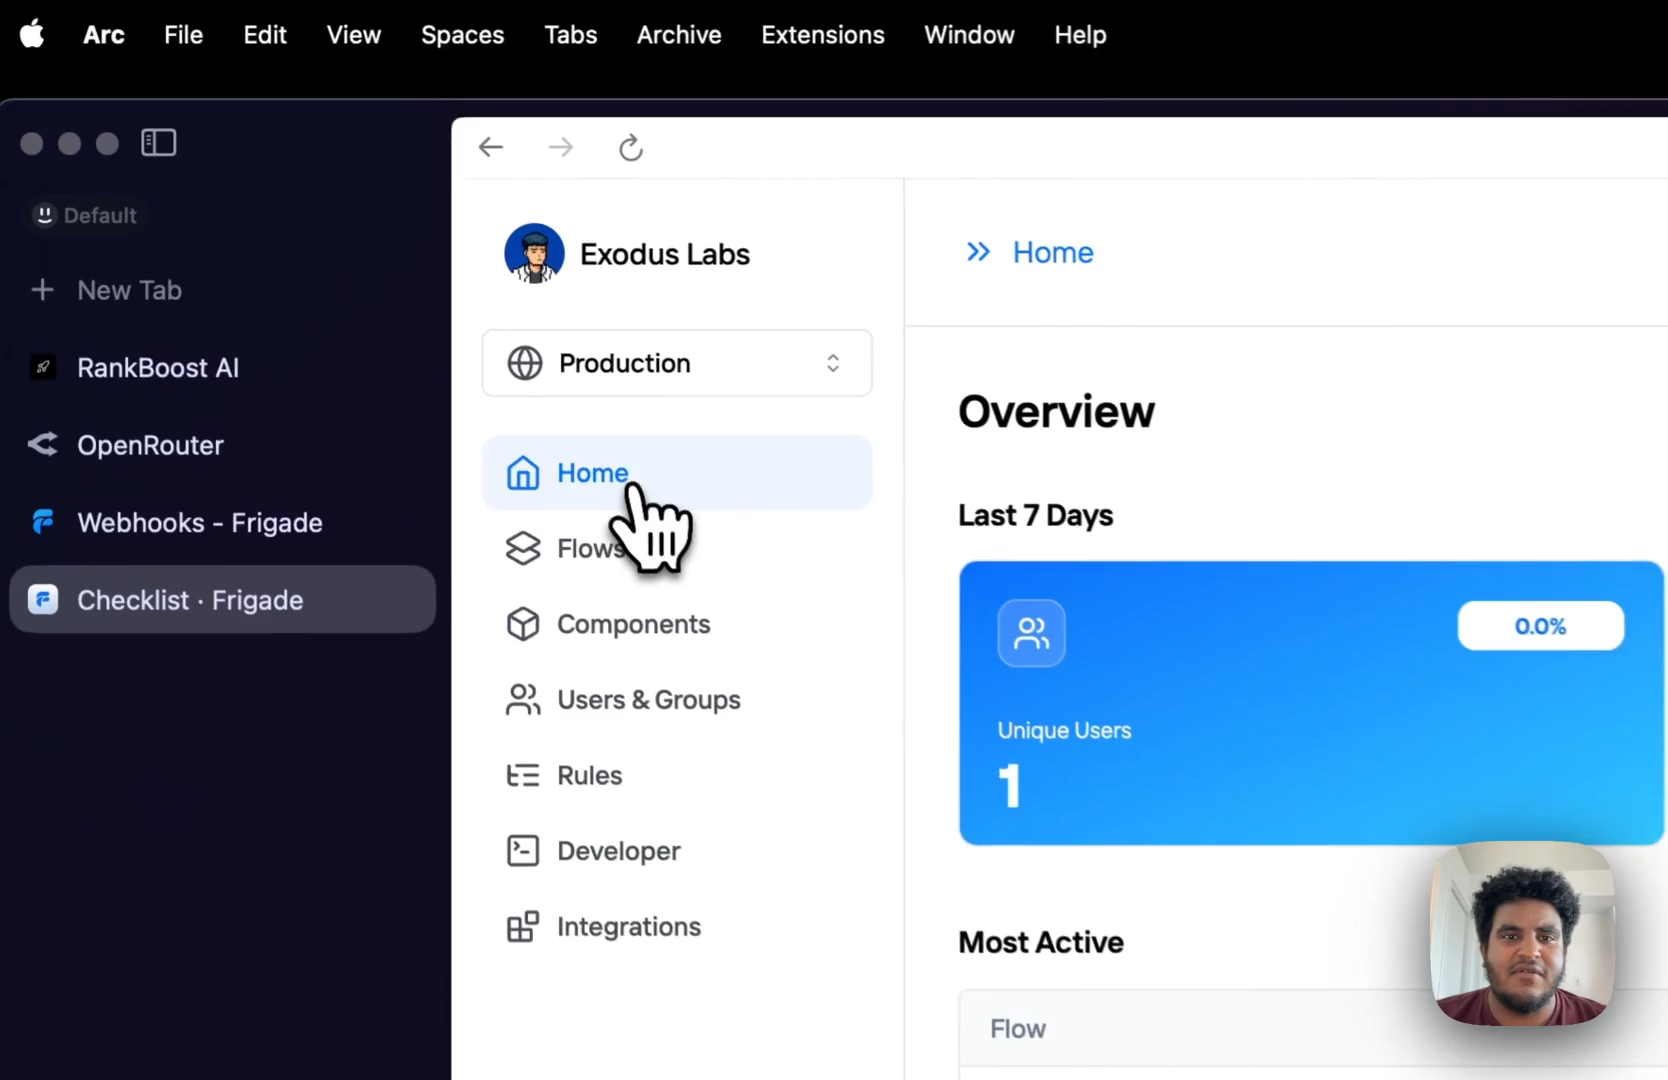 Arc File Edit View Spaces Tabs Archive Extensions Window Help
Default
New Tab
RankBoost AI
OpenRouter
Webhooks - Frigade
Checklist · Frigade
Exodus Labs
Production
Home
Flows
Components
Users & Groups
Rules
Developer
Integrations
Home
Overview
Last 7 Days
0.0%
Unique Users
1
Most Active
Flow